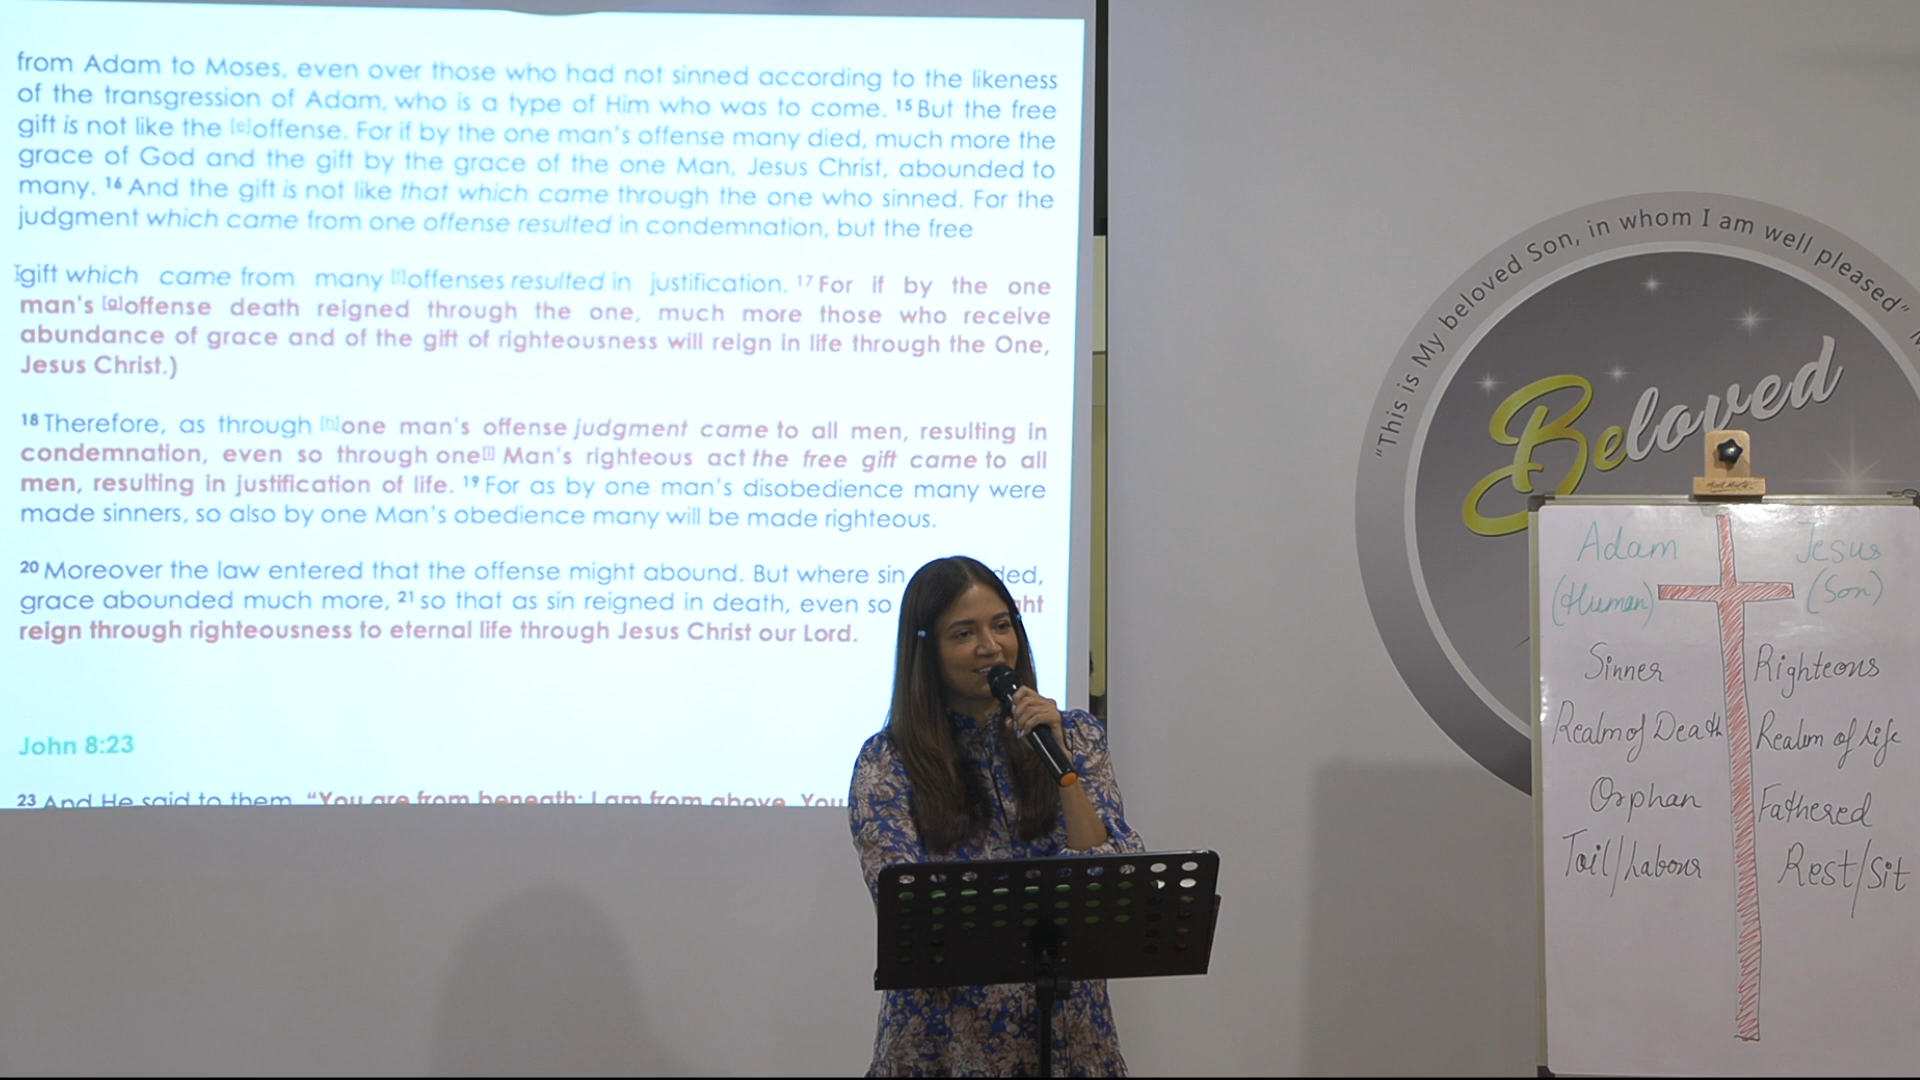 from Adam to Moses, even over those who had not sinned according to the likeness
of the transgression of Adam, who is a type of Him who was to come. 15 But the free
gift is not like the [e]offense. For if by the one man's offense many died, much more the
grace of God and the gift by the grace of the one Man, Jesus Christ, abounded to
many. 16 And the gift is not like that which came through the one who sinned. For the
judgment which came from one offense resulted in condemnation, but the free
gift which came from many [f]offenses resulted in justification. 17 For if by the one
man's [g]offense death reigned through the one, much more those who receive
abundance of grace and of the gift of righteousness will reign in life through the One,
Jesus Christ.)
18 Therefore, as through [h]one man's offense judgment came to all men, resulting in
condemnation, even so through one[i] Man's righteous act the free gift came to all
men, resulting in justification of life. 19 For as by one man's disobedience many were
made sinners, so also by one Man's obedience many will be made righteous.
20 Moreover the law entered that the offense might abound. But where sin
grace abounded much more, 21 so that as sin reigned in death, even so
reign through righteousness to eternal life through Jesus Christ our Lord.
John 8:23
23 And He said to them, "You are from beneath; I am from above. You
"This is My beloved Son, in whom I am well pleased"
Beloved
Adam
(Human)
Sinner
Realm of Death
Orphan
Toil/Labour
Jesus
(Son)
Righteous
Realm of Life
Fathered
Rest/Sit